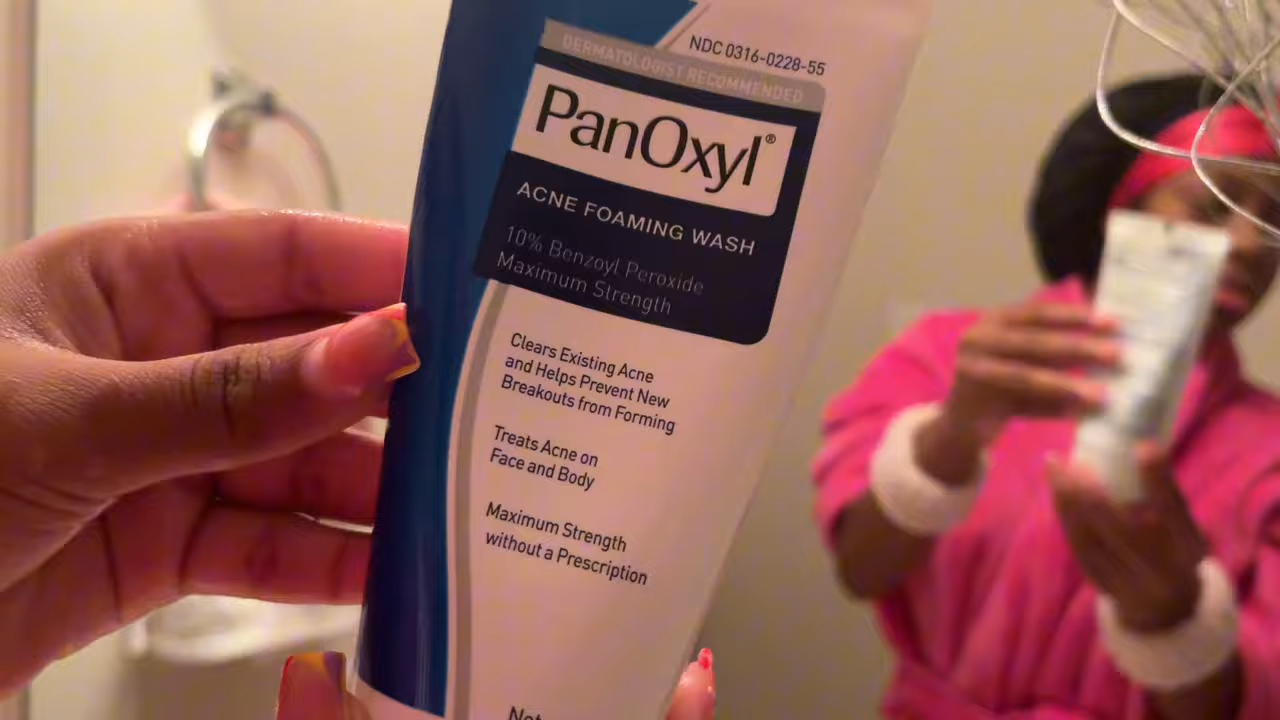 NDC 0316-0228-55
DERMATOLOGIST RECOMMENDED
PanOxyl®
ACNE FOAMING WASH
10% Benzoyl Peroxide
Maximum Strength
Clears Existing Acne
and Helps Prevent New
Breakouts from Forming
Treats Acne on
Face and Body
Maximum Strength
without a Prescription